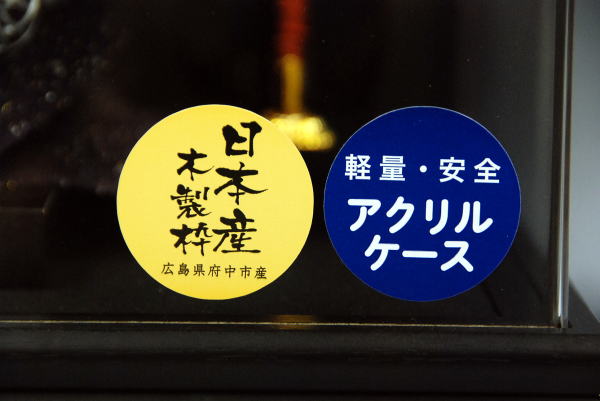 日本産
木製枠
広島県府中市産
軽量・安全
アクリル
ケース